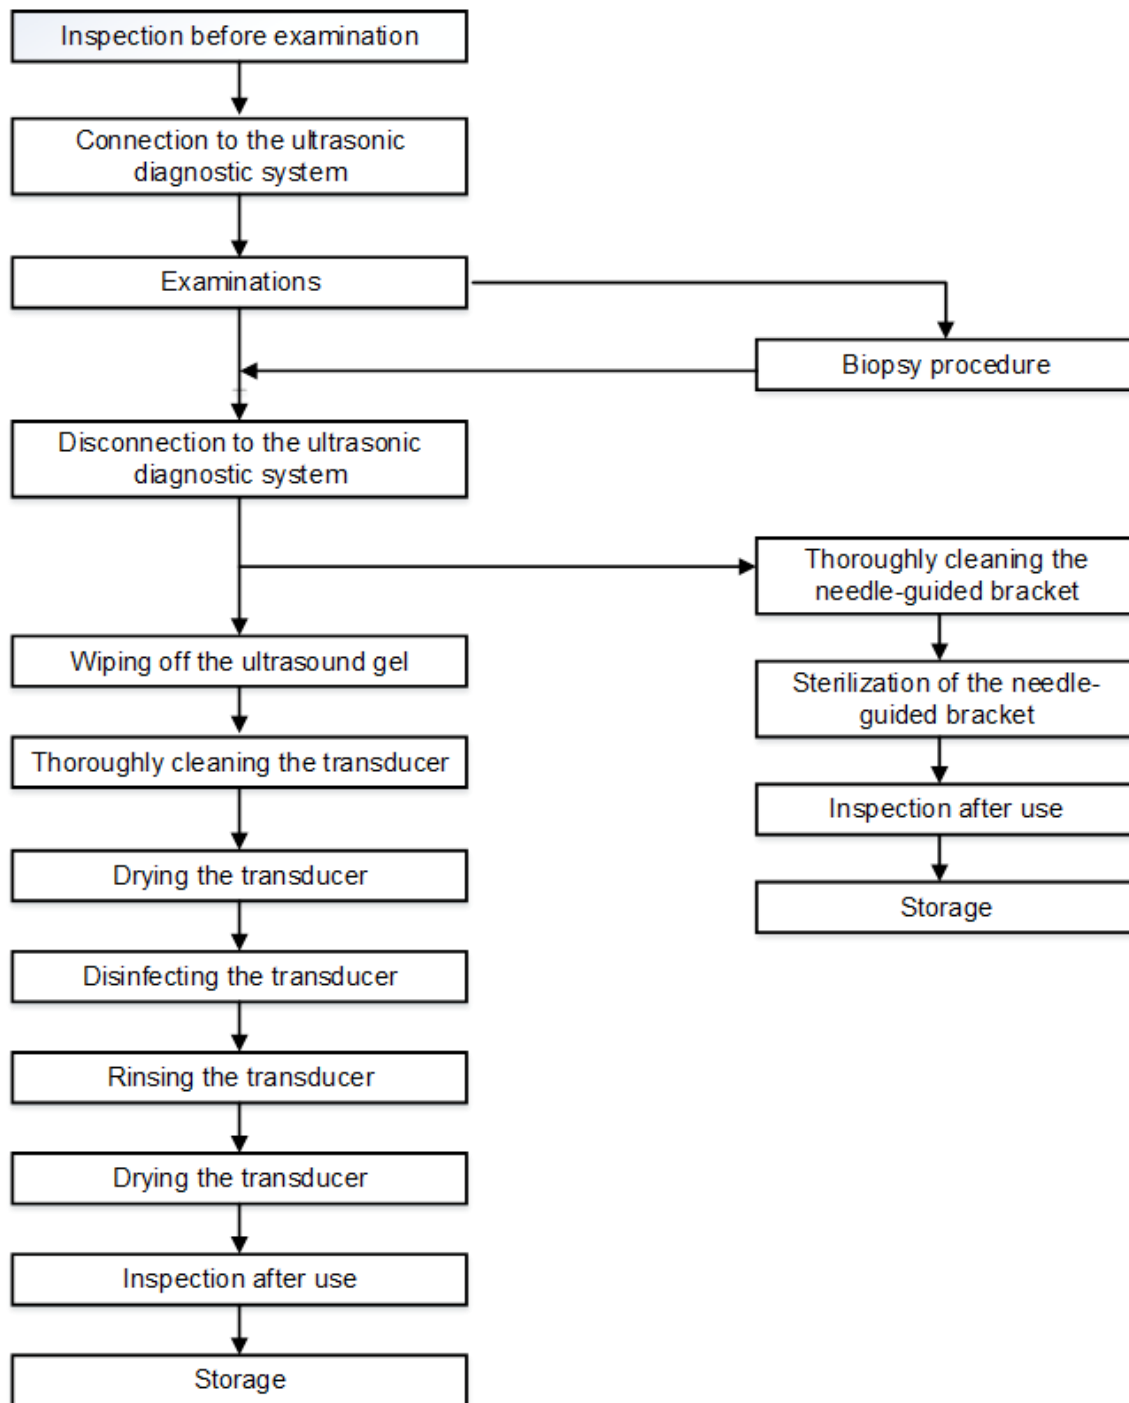 Inspection before examination
Connection to the ultrasonic
diagnostic system
Examinations
Biopsy procedure
Disconnection to the ultrasonic
diagnostic system
Thoroughly cleaning the
needle-guided bracket
Wiping off the ultrasound gel
Sterilization of the needle-
guided bracket
Thoroughly cleaning the transducer
Inspection after use
Drying the transducer
Storage
Disinfecting the transducer
Rinsing the transducer
Drying the transducer
Inspection after use
Storage